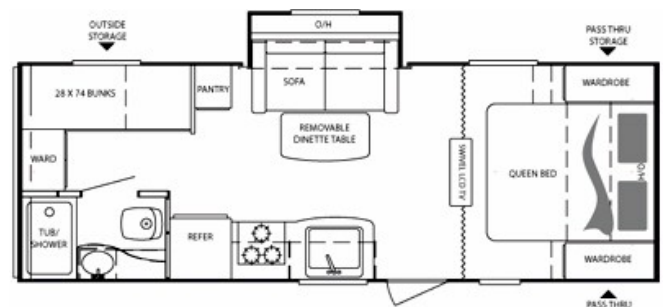 OUTSIDE
STORAGE
O/H
PASS THRU
STORAGE
28 X 74 BUNKS
PANTRY
SOFA
WARDROBE
REMOVABLE
DINETTE TABLE
WARD
SWIVEL LCD TV
QUEEN BED
O/H
TUB/
SHOWER
REFER
WARDROBE
PASS THRU